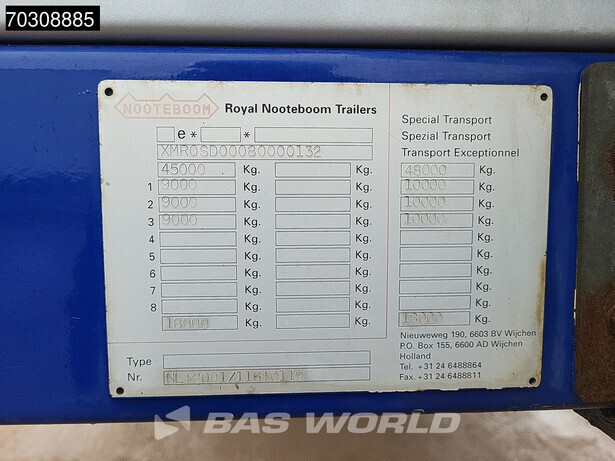 70308885
NOOTEBOOM
Royal Nooteboom Trailers
e* *
XMROSD00080000132
Special Transport
Spezial Transport
Transport Exceptionnel
45000 Kg. Kg. 48000 Kg.
1 9000 Kg. Kg. 10000 Kg.
2 9000 Kg. Kg. 10000 Kg.
3 9000 Kg. Kg. 10000 Kg.
4 Kg. Kg. Kg.
5 Kg. Kg. Kg.
6 Kg. Kg. Kg.
7 Kg. Kg. Kg.
8 Kg. Kg. Kg.
18000 Kg. Kg. 18000 Kg.
Type
Nr.
Nieuweweg 190, 6603 BV Wijchen
P.O. Box 155, 6600 AD Wijchen
Holland
Tel. +31 24 6488864
Fax. +31 24 6488811
BAS WORLD